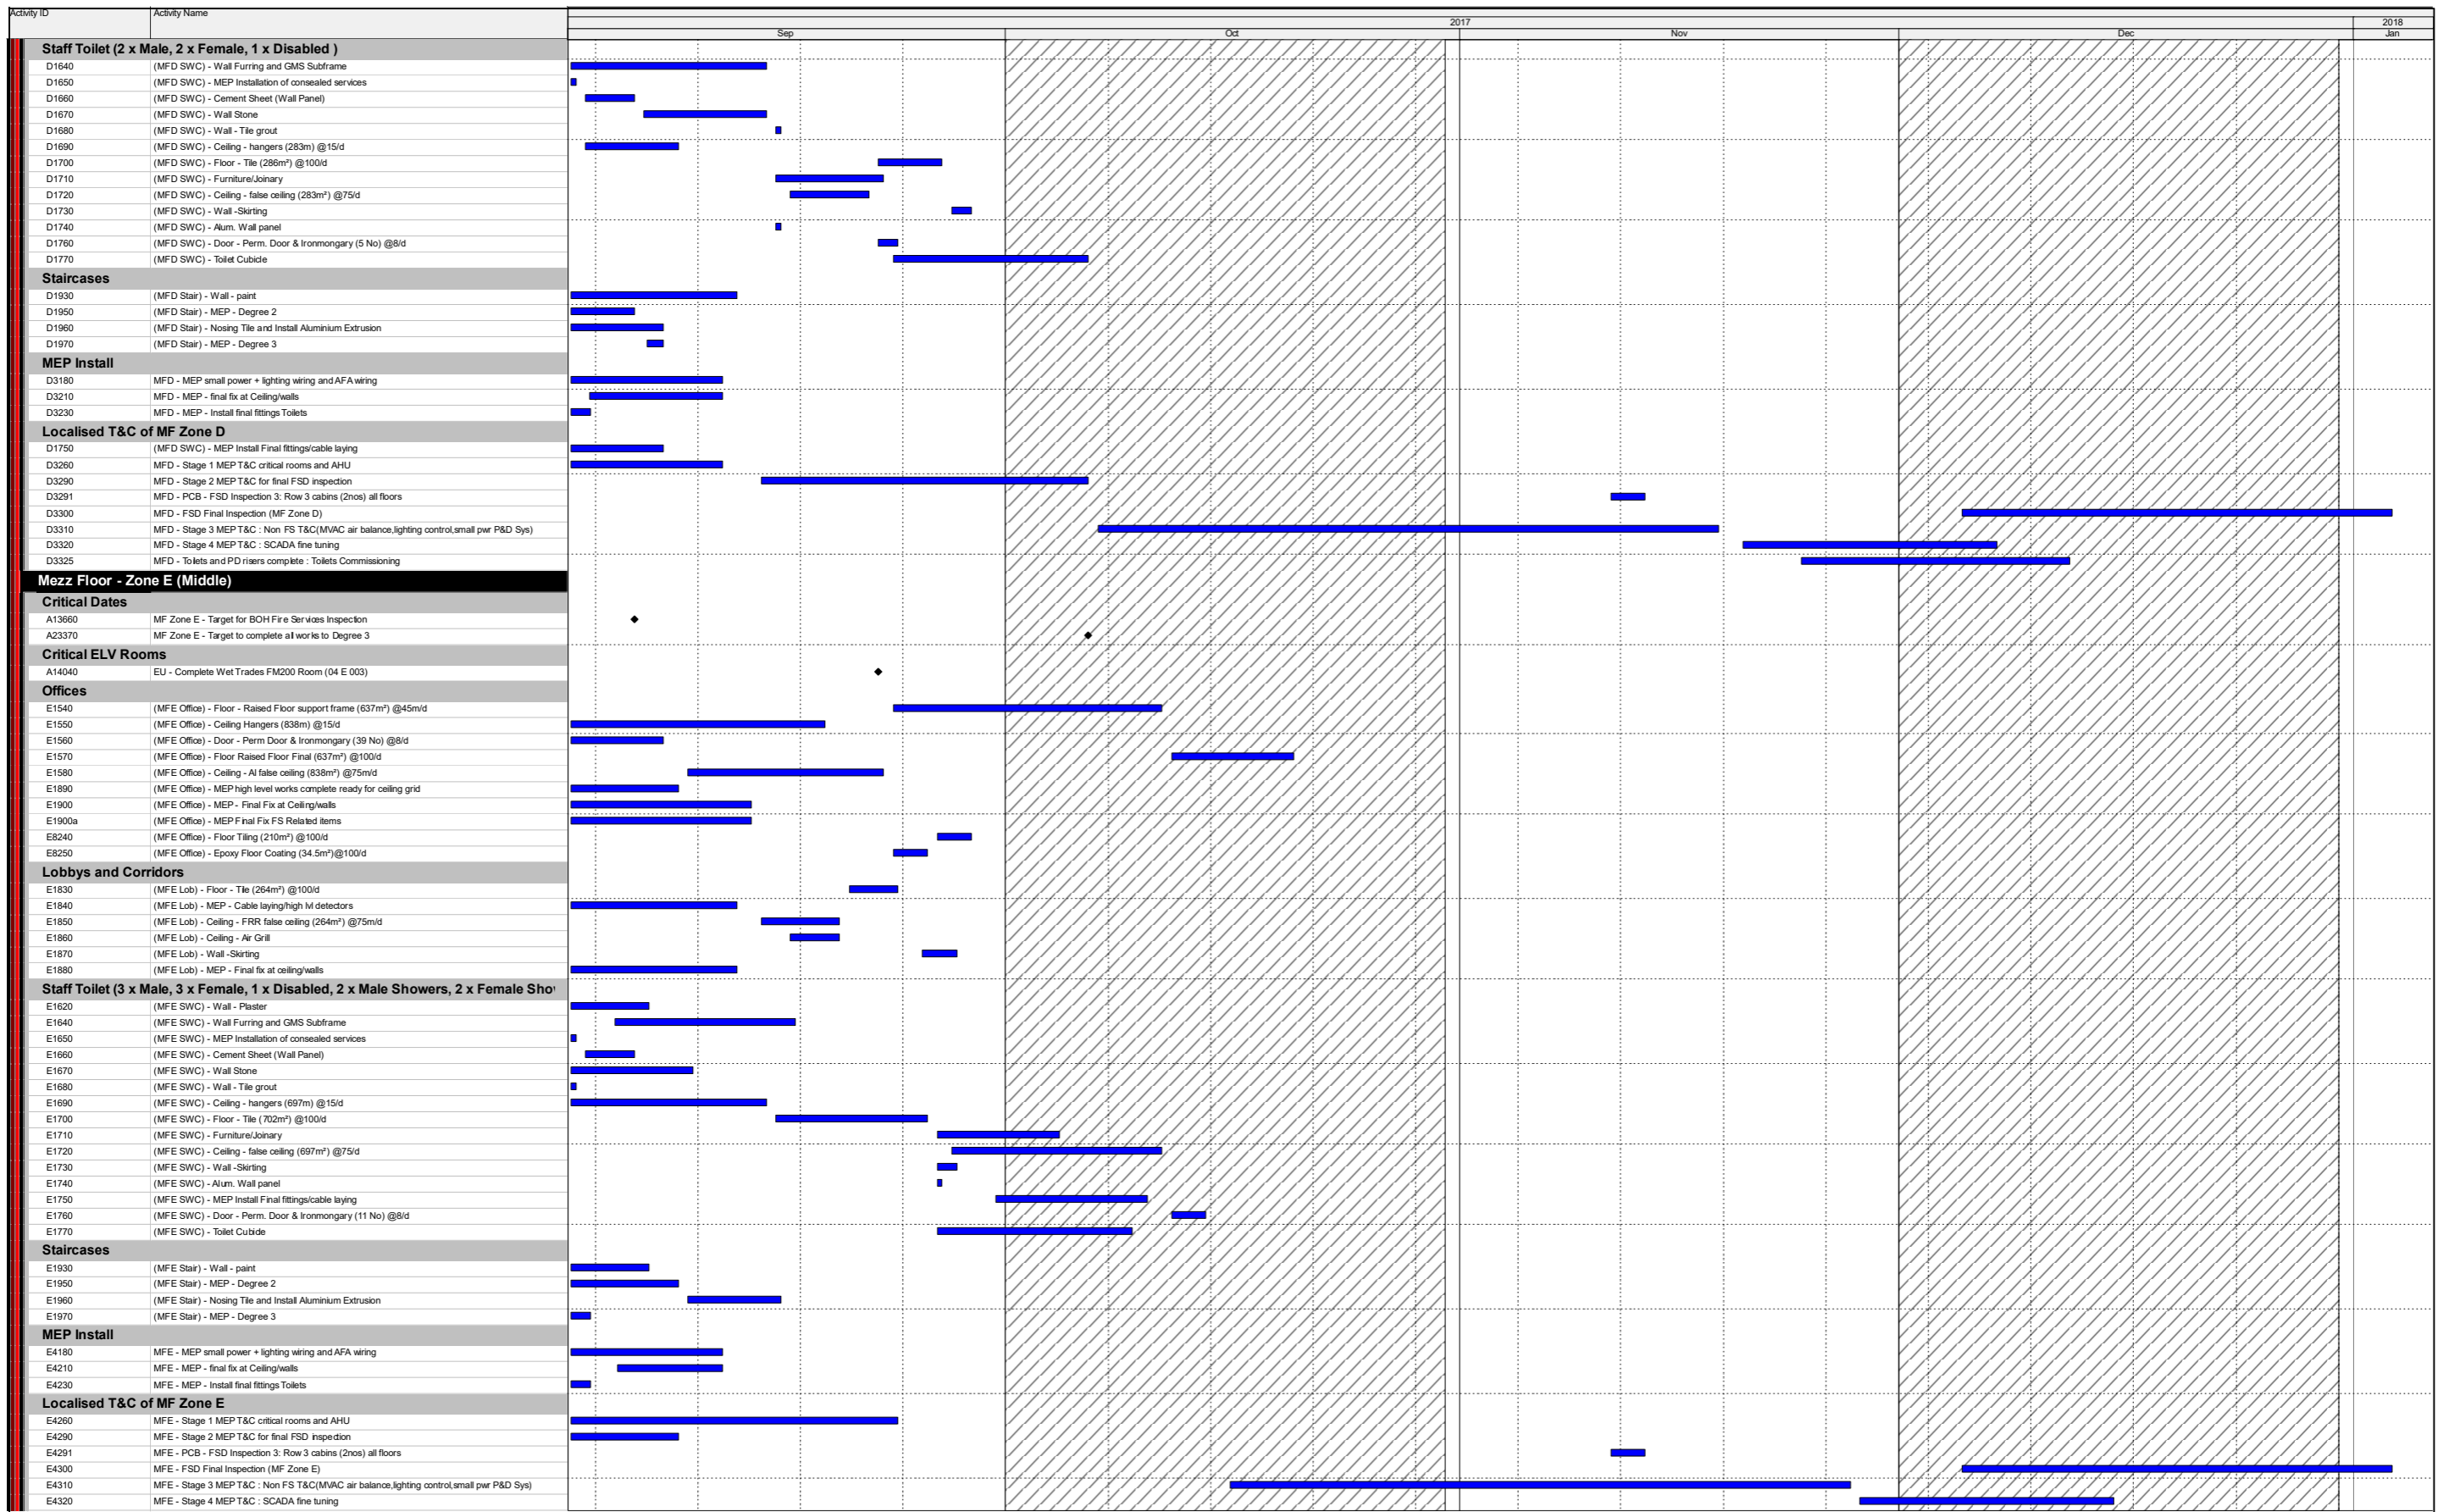 Activity ID Activity Name
2017 2018
Sep Oct Nov Dec Jan
Staff Toilet (2 x Male, 2 x Female, 1 x Disabled )
D1640 (MFD SWC) - Wall Furring and GMS Subframe
D1650 (MFD SWC) - MEP Installation of consealed services
D1660 (MFD SWC) - Cement Sheet (Wall Panel)
D1670 (MFD SWC) - Wall Stone
D1680 (MFD SWC) - Wall - Tile grout
D1690 (MFD SWC) - Ceiling - hangers (283m) @15/d
D1700 (MFD SWC) - Floor - Tile (286m²) @100/d
D1710 (MFD SWC) - Furniture/Joinary
D1720 (MFD SWC) - Ceiling - false ceiling (283m²) @75/d
D1730 (MFD SWC) - Wall -Skirting
D1740 (MFD SWC) - Alum. Wall panel
D1760 (MFD SWC) - Door - Perm. Door & Ironmongary (5 No) @8/d
D1770 (MFD SWC) - Toilet Cubicle
Staircases
D1930 (MFD Stair) - Wall - paint
D1950 (MFD Stair) - MEP - Degree 2
D1960 (MFD Stair) - Nosing Tile and Install Aluminium Extrusion
D1970 (MFD Stair) - MEP - Degree 3
MEP Install
D3180 MFD - MEP small power + lighting wiring and AFA wiring
D3210 MFD - MEP - final fix at Ceiling/walls
D3230 MFD - MEP - Install final fittings Toilets
Localised T&C of MF Zone D
D1750 (MFD SWC) - MEP Install Final fittings/cable laying
D3260 MFD - Stage 1 MEP T&C critical rooms and AHU
D3290 MFD - Stage 2 MEP T&C for final FSD inspection
D3291 MFD - PCB - FSD Inspection 3: Row 3 cabins (2nos) all floors
D3300 MFD - FSD Final Inspection (MF Zone D)
D3310 MFD - Stage 3 MEP T&C : Non FS T&C(MVAC air balance,lighting control,small pwr P&D Sys)
D3320 MFD - Stage 4 MEP T&C : SCADA fine tuning
D3325 MFD - Toilets and PD risers complete : Toilets Commissioning
Mezz Floor - Zone E (Middle)
Critical Dates
A13660 MF Zone E - Target for BOH Fire Services Inspection
A23370 MF Zone E - Target to complete all works to Degree 3
Critical ELV Rooms
A14040 EU - Complete Wet Trades FM200 Room (04 E 003)
Offices
E1540 (MFE Office) - Floor - Raised Floor support frame (637m²) @45m/d
E1550 (MFE Office) - Ceiling Hangers (838m) @15/d
E1560 (MFE Office) - Door - Perm Door & Ironmongary (39 No) @8/d
E1570 (MFE Office) - Floor Raised Floor Final (637m²) @100/d
E1580 (MFE Office) - Ceiling - Al false ceiling (838m²) @75m/d
E1890 (MFE Office) - MEP high level works complete ready for ceiling grid
E1900 (MFE Office) - MEP - Final Fix at Ceiling/walls
E1900a (MFE Office) - MEP Final Fix FS Related items
E8240 (MFE Office) - Floor Tiling (210m²) @100/d
E8250 (MFE Office) - Epoxy Floor Coating (34.5m²)@100/d
Lobbys and Corridors
E1830 (MFE Lob) - Floor - Tile (264m²) @100/d
E1840 (MFE Lob) - MEP - Cable laying/high lvl detectors
E1850 (MFE Lob) - Ceiling - FRR false ceiling (264m²) @75m/d
E1860 (MFE Lob) - Ceiling - Air Grill
E1870 (MFE Lob) - Wall -Skirting
E1880 (MFE Lob) - MEP - Final fix at ceiling/walls
Staff Toilet (3 x Male, 3 x Female, 1 x Disabled, 2 x Male Showers, 2 x Female Sho
E1620 (MFE SWC) - Wall - Plaster
E1640 (MFE SWC) - Wall Furring and GMS Subframe
E1650 (MFE SWC) - MEP Installation of consealed services
E1660 (MFE SWC) - Cement Sheet (Wall Panel)
E1670 (MFE SWC) - Wall Stone
E1680 (MFE SWC) - Wall - Tile grout
E1690 (MFE SWC) - Ceiling - hangers (697m) @15/d
E1700 (MFE SWC) - Floor - Tile (702m²) @100/d
E1710 (MFE SWC) - Furniture/Joinary
E1720 (MFE SWC) - Ceiling - false ceiling (697m²) @75/d
E1730 (MFE SWC) - Wall -Skirting
E1740 (MFE SWC) - Alum. Wall panel
E1750 (MFE SWC) - MEP Install Final fittings/cable laying
E1760 (MFE SWC) - Door - Perm. Door & Ironmongary (11 No) @8/d
E1770 (MFE SWC) - Toilet Cubicle
Staircases
E1930 (MFE Stair) - Wall - paint
E1950 (MFE Stair) - MEP - Degree 2
E1960 (MFE Stair) - Nosing Tile and Install Aluminium Extrusion
E1970 (MFE Stair) - MEP - Degree 3
MEP Install
E4180 MFE - MEP small power + lighting wiring and AFA wiring
E4210 MFE - MEP - final fix at Ceiling/walls
E4230 MFE - MEP - Install final fittings Toilets
Localised T&C of MF Zone E
E4260 MFE - Stage 1 MEP T&C critical rooms and AHU
E4290 MFE - Stage 2 MEP T&C for final FSD inspection
E4291 MFE - PCB - FSD Inspection 3: Row 3 cabins (2nos) all floors
E4300 MFE - FSD Final Inspection (MF Zone E)
E4310 MFE - Stage 3 MEP T&C : Non FS T&C(MVAC air balance,lighting control,small pwr P&D Sys)
E4320 MFE - Stage 4 MEP T&C : SCADA fine tuning